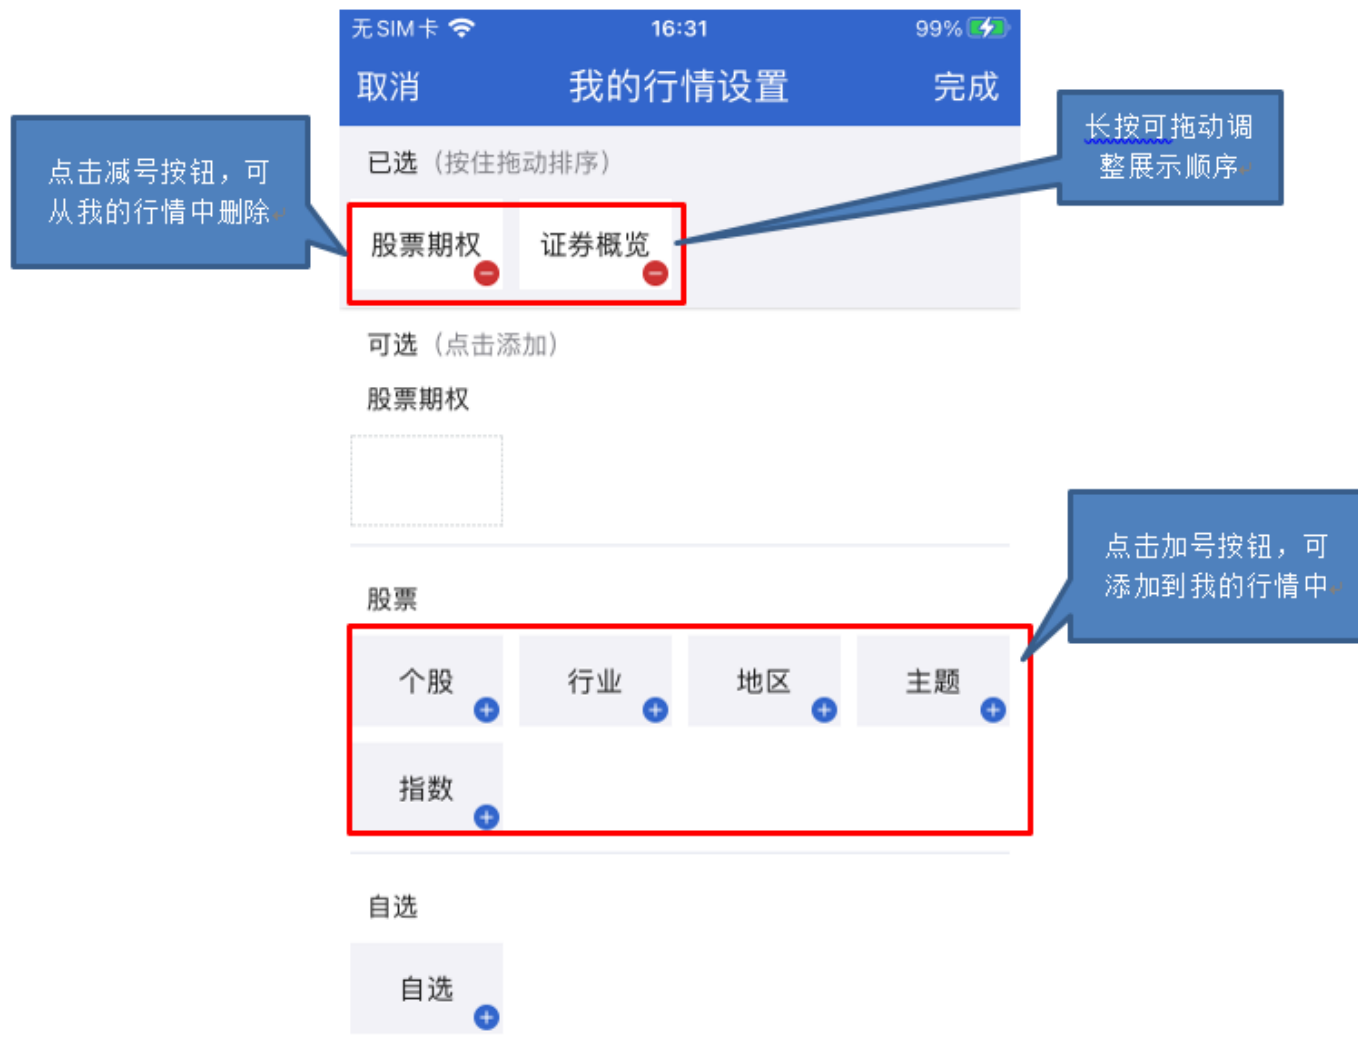 无SIM卡
16:31
99%
取消
我的行情设置
完成
点击减号按钮，可
从我的行情中删除
长按可拖动调
整展示顺序
已选（按住拖动排序）
股票期权
证券概览
可选（点击添加）
股票期权
点击加号按钮，可
添加到我的行情中
股票
个股
行业
地区
主题
指数
自选
自选